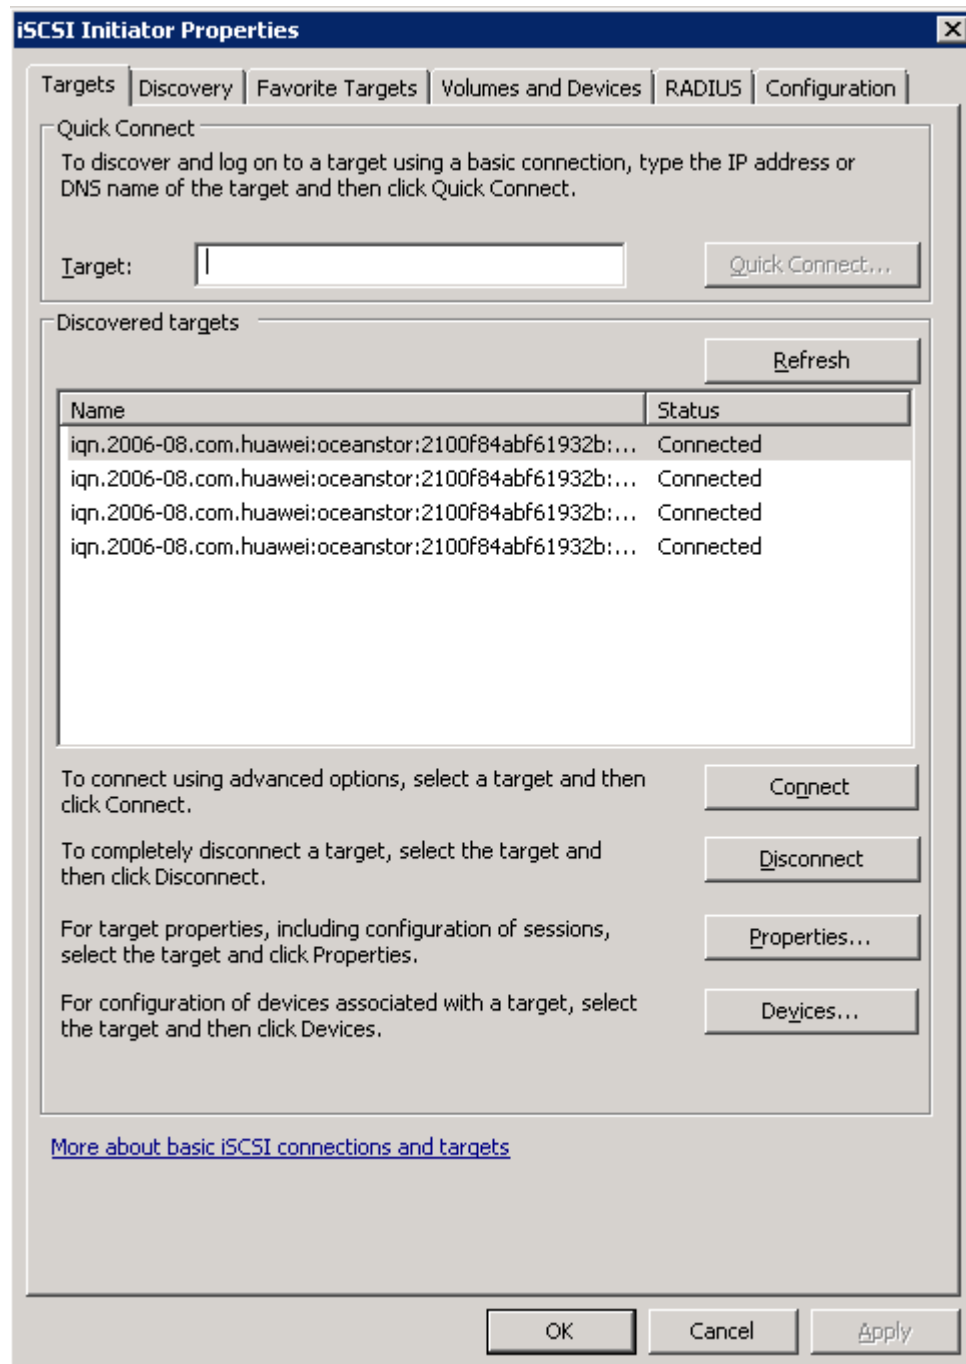 iSCSI Initiator Properties
Targets Discovery Favorite Targets Volumes and Devices RADIUS Configuration
Quick Connect
To discover and log on to a target using a basic connection, type the IP address or
DNS name of the target and then click Quick Connect.
Target: Quick Connect...
Discovered targets
Refresh
Name Status
iqn.2006-08.com.huawei:oceanstor:2100f84abf61932b:... Connected
iqn.2006-08.com.huawei:oceanstor:2100f84abf61932b:... Connected
iqn.2006-08.com.huawei:oceanstor:2100f84abf61932b:... Connected
iqn.2006-08.com.huawei:oceanstor:2100f84abf61932b:... Connected
To connect using advanced options, select a target and then
click Connect.
Connect
To completely disconnect a target, select the target and
then click Disconnect.
Disconnect
For target properties, including configuration of sessions,
select the target and click Properties.
Properties...
For configuration of devices associated with a target, select
the target and then click Devices.
Devices...
More about basic iSCSI connections and targets
OK Cancel Apply